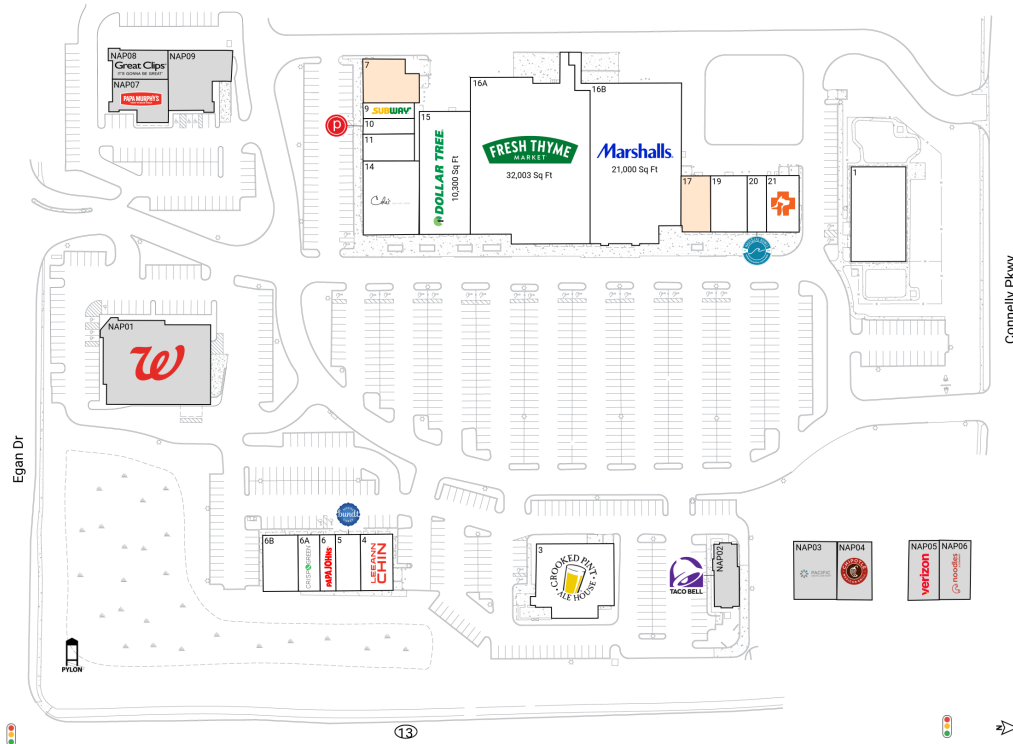 NAP08
NAP09
Great Clips
IT'S GONNA BE GREAT
NAP07
PAPA MURPHY'S
7
16A
16B
9
SUBWAY
10
p
11
15
DOLLAR TREE
10,300 Sq Ft
FRESH THYME
MARKET
32,003 Sq Ft
Marshalls
21,000 Sq Ft
14
17
19
20
21
1
Connelly Pkwy
NAP01
W
Egan Dr
bundt
6B
6A
CRISP & GREEN
6
PAPA JOHNS
5
4
LEEANN
CHIN
3
CROOKED PINT
ALE HOUSE
TACO BELL
NAP02
NAP03
PACIFIC
NAP04
CHIPOTLE
NAP05
verizon
NAP06
noodles
PYLON
13
N